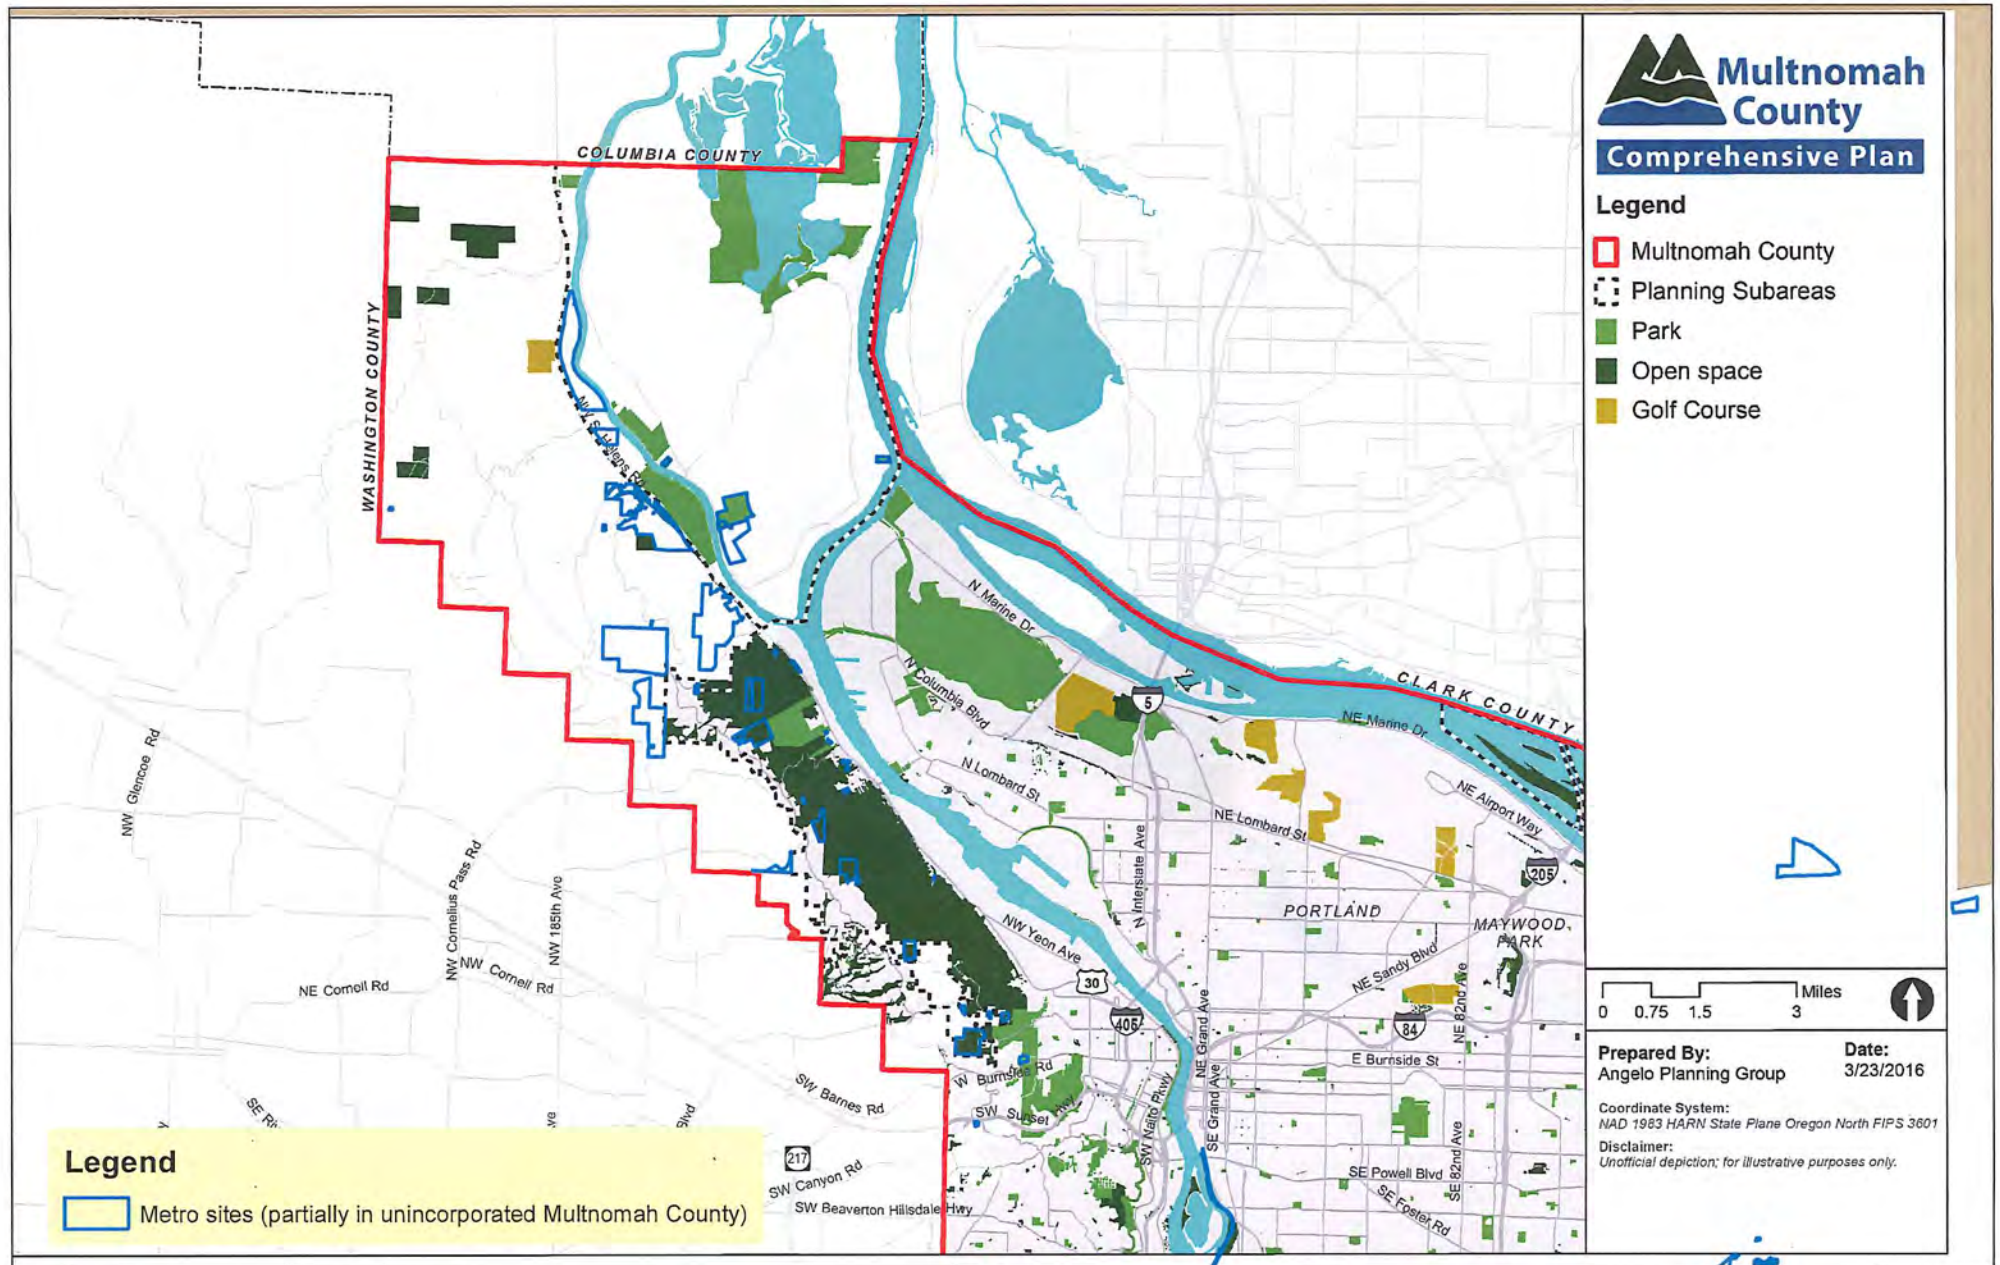 Multnomah
County
Comprehensive Plan
Legend
Multnomah County
Planning Subareas
Park
Open space
Golf Course
COLUMBIA COUNTY
WASHINGTON COUNTY
CLARK COUNTY
NW St Helens Rd
N Marine Dr
N Columbia Blvd
5
NE Marine Dr
N Lombard St
NE Lombard St
NE Airport Way
205
N Interstate Ave
PORTLAND
MAYWOOD
PARK
NE Sandy Blvd
NE 82nd Ave
NW Yeon Ave
30
405
84
NE Grand Ave
E Burnside St
NW Glencoe Rd
NW Cornelius Pass Rd
NW 185th Ave
NE Cornell Rd
NW Cornell Rd
W Burnside Rd
SW Barnes Rd
SW Sunset Hwy
SW Naito Pkwy
SE Grand Ave
217
SW Canyon Rd
SW Beaverton Hillsdale Hwy
SE Powell Blvd
SE 82nd Ave
SE Foster Rd
Legend
Metro sites (partially in unincorporated Multnomah County)
0 0.75 1.5 3 Miles
Prepared By:
Angelo Planning Group
Date:
3/23/2016
Coordinate System:
NAD 1983 HARN State Plane Oregon North FIPS 3601
Disclaimer:
Unofficial depiction; for illustrative purposes only.